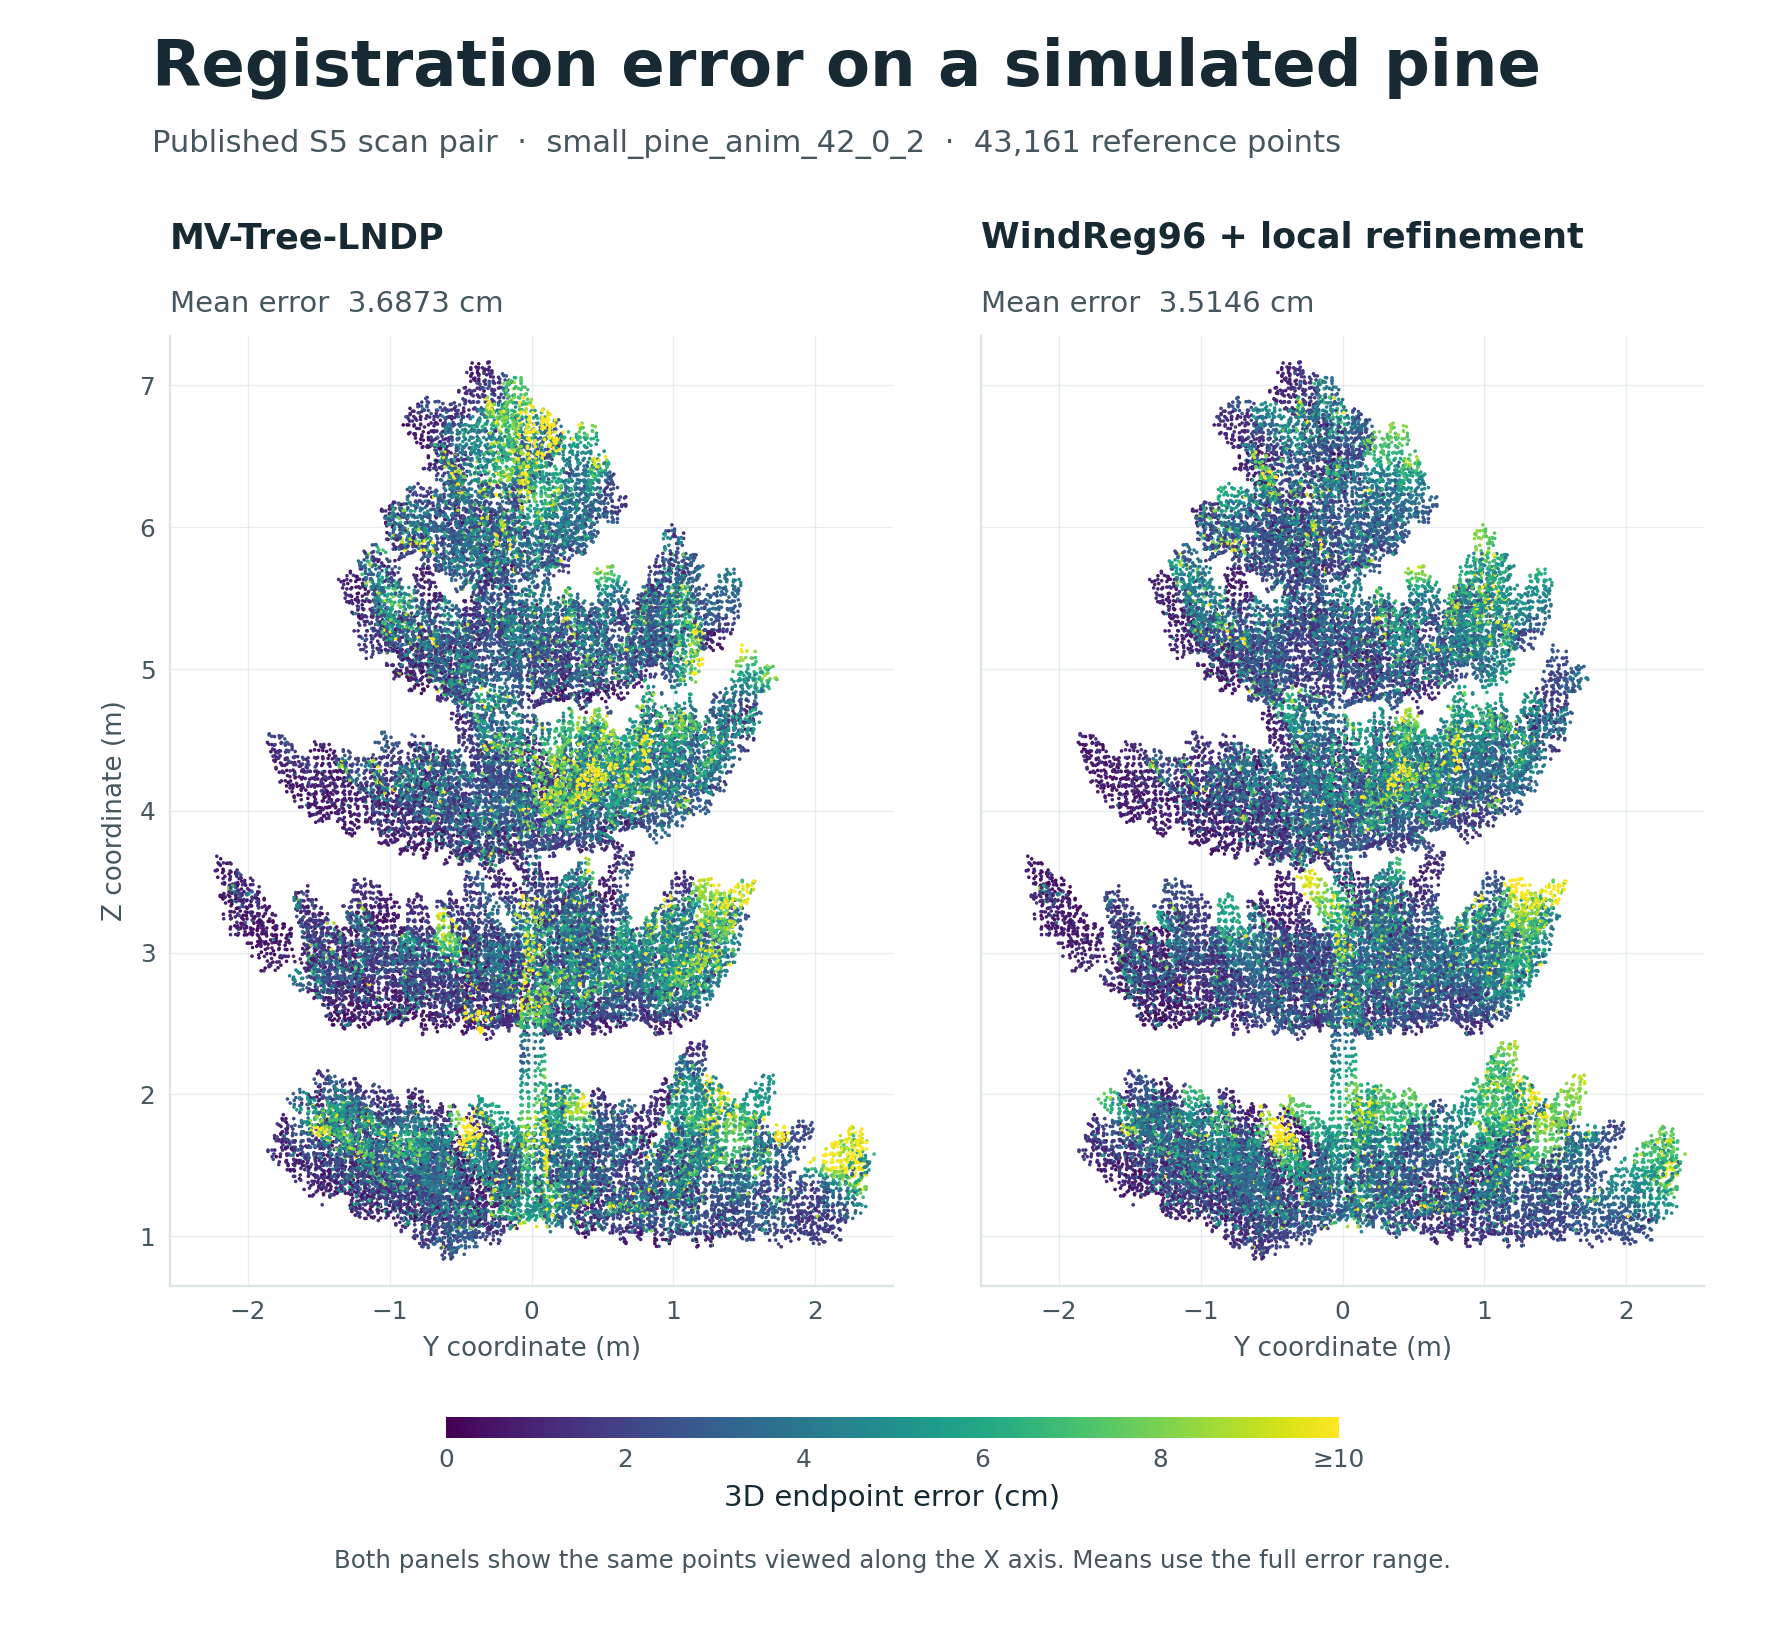 Registration error on a simulated pine
Published S5 scan pair · small_pine_anim_42_0_2 · 43,161 reference points
MV-Tree-LNDP
Mean error 3.6873 cm
WindReg96 + local refinement
Mean error 3.5146 cm
Z coordinate (m)
7
6
5
4
3
2
1
−2 −1 0 1 2
Y coordinate (m)
−2 −1 0 1 2
Y coordinate (m)
0 2 4 6 8 ≥10
3D endpoint error (cm)
Both panels show the same points viewed along the X axis. Means use the full error range.